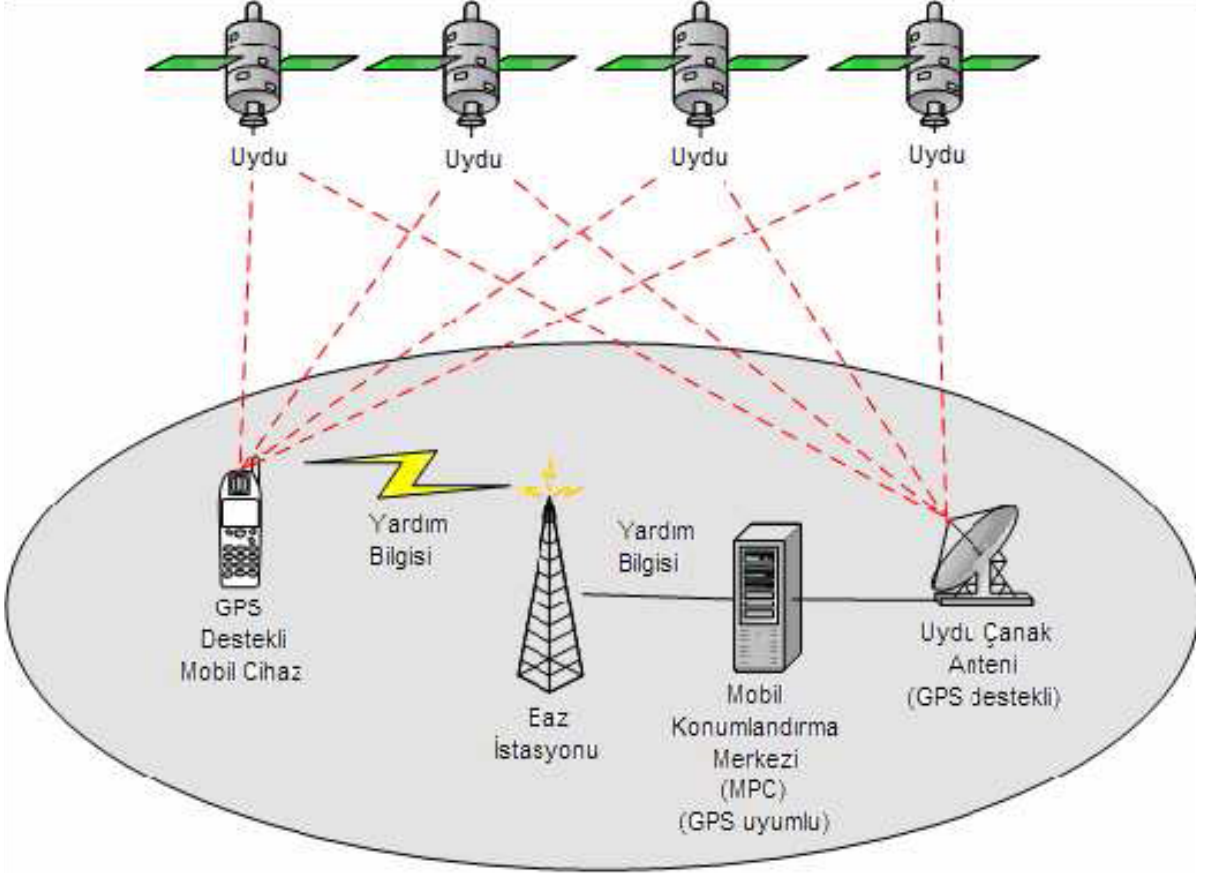 Uydu
Uydu
Uydu
Uydu
Yardım
Bilgisi
Yardım
Bilgisi
GPS
Destekli
Mobil Cihaz
Eaz
İstasyonu
Mobil
Konumlandırma
Merkezi
(MPC)
(GPS uyumlu)
Uydu Çanak
Anteni
(GPS destekli)